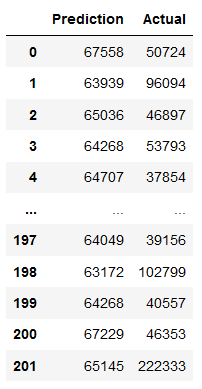 Prediction Actual
0 67558 50724
1 63939 96094
2 65036 46897
3 64268 53793
4 64707 37854
... ... ...
197 64049 39156
198 63172 102799
199 64268 40557
200 67229 46353
201 65145 222333